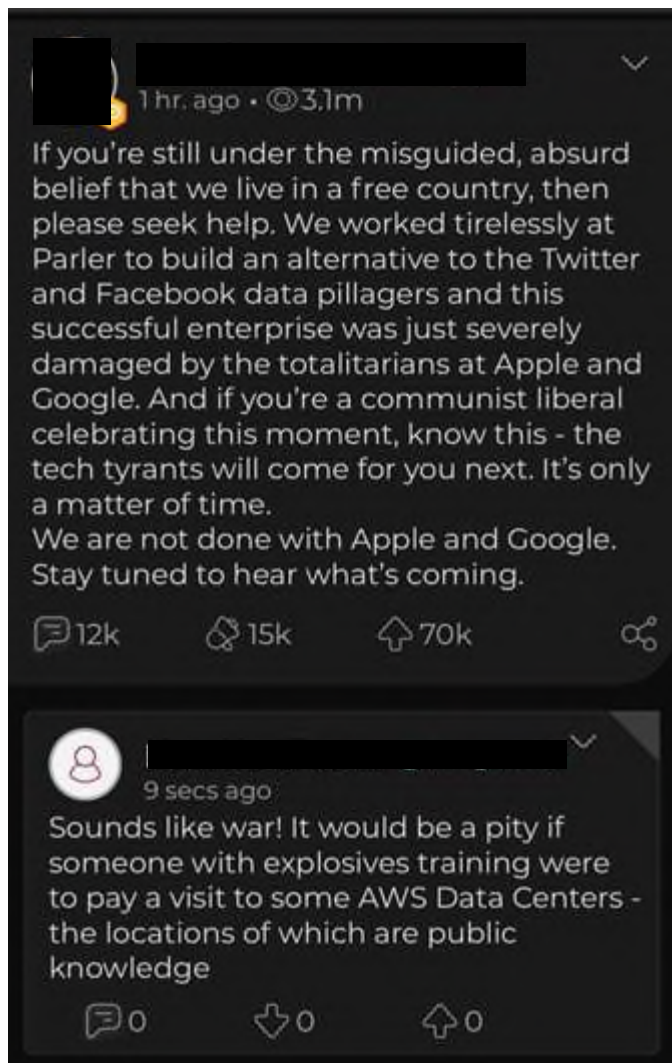 1 hr. ago • 3.1m
If you're still under the misguided, absurd
belief that we live in a free country, then
please seek help. We worked tirelessly at
Parler to build an alternative to the Twitter
and Facebook data pillagers and this
successful enterprise was just severely
damaged by the totalitarians at Apple and
Google. And if you're a communist liberal
celebrating this moment, know this - the
tech tyrants will come for you next. It's only
a matter of time.
We are not done with Apple and Google.
Stay tuned to hear what's coming.
12k 15k 70k
9 secs ago
Sounds like war! It would be a pity if
someone with explosives training were
to pay a visit to some AWS Data Centers -
the locations of which are public
knowledge
0 0 0